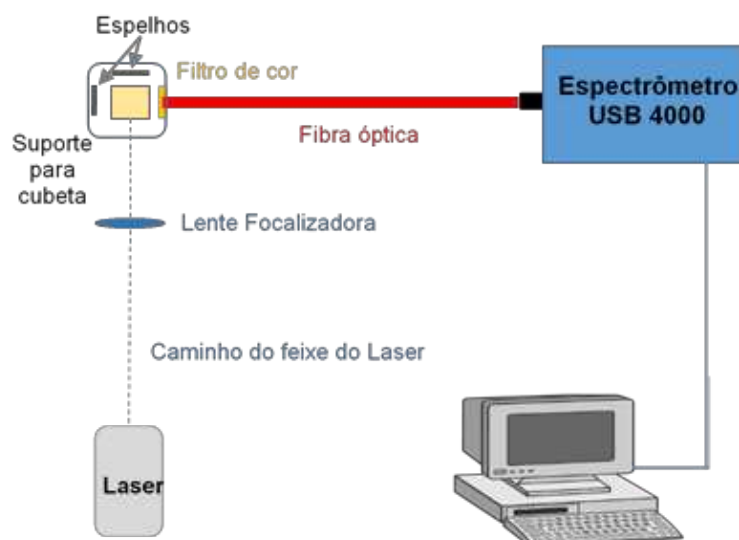 Espelhos
Filtro de cor
Espectrômetro
USB 4000
Fibra óptica
Suporte
para
cubeta
Lente Focalizadora
Caminho do feixe do Laser
Laser